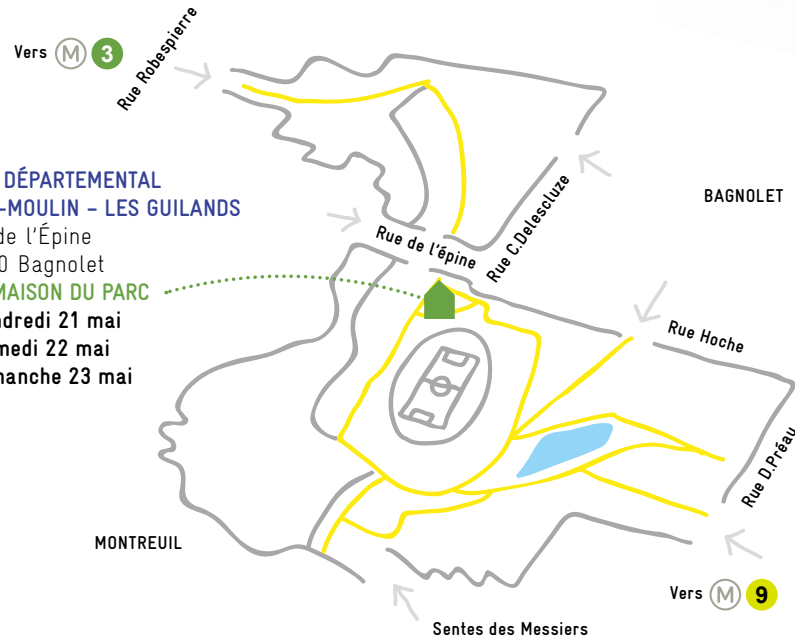 Vers M 3
Rue Robespierre
DÉPARTEMENTAL
-MOULIN – LES GUILANDS
de l'Épine
0 Bagnolet
MAISON DU PARC
ndredi 21 mai
medi 22 mai
manche 23 mai
Rue de l'épine
Rue C.Delescluze
BAGNOLET
Rue Hoche
Rue D.Préau
MONTREUIL
Vers M 9
Sentes des Messiers